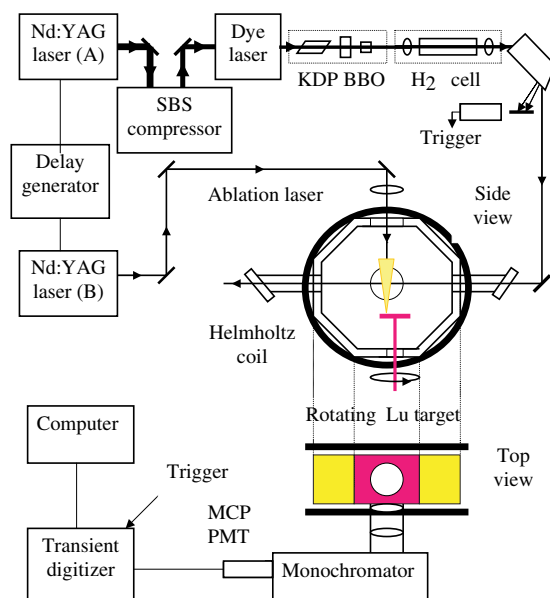 Nd:YAG
laser (A)
Dye
laser
KDP BBO
H2 cell
SBS
compressor
Trigger
Delay
generator
Ablation laser
Side
view
Nd:YAG
laser (B)
Helmholtz
coil
Rotating Lu target
Computer
Trigger
Top
view
MCP
PMT
Transient
digitizer
Monochromator